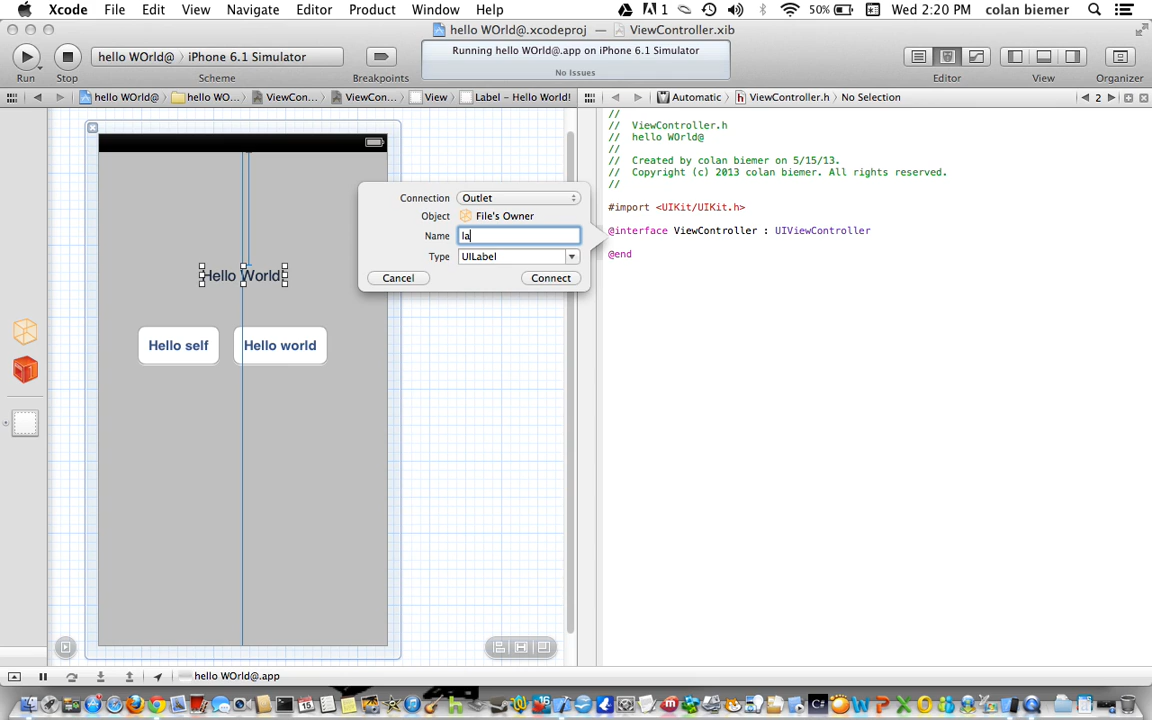 Xcode File Edit View Navigate Editor Product Window Help 1 50% Wed 2:20 PM colan biemer
hello WOrld@.xcodeproj — ViewController.xib
hello WOrld@ iPhone 6.1 Simulator
Running hello WOrld@.app on iPhone 6.1 Simulator
No Issues
Run Stop Scheme Breakpoints Editor View Organizer
hello WOrld@ hello WO... ViewCon... ViewCon... View Label – Hello World! Automatic ViewController.h No Selection 2
//
// ViewController.h
// hello WOrld@
//
// Created by colan biemer on 5/15/13.
// Copyright (c) 2013 colan biemer. All rights reserved.
//
#import <UIKit/UIKit.h>
@interface ViewController : UIViewController
@end
Connection Outlet
Object File's Owner
Name la
Type UILabel
Cancel Connect
Hello World
Hello self Hello world
hello WOrld@.app